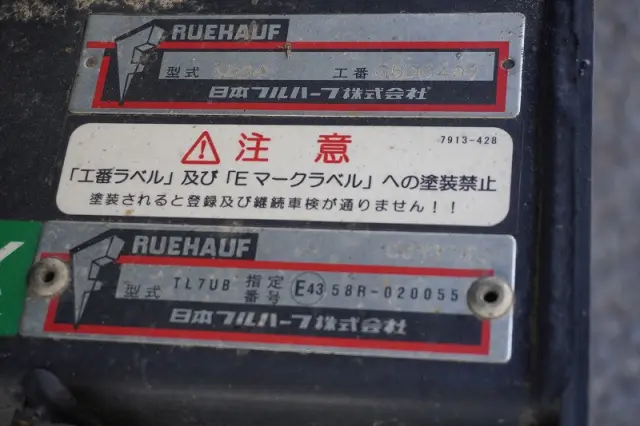 RUEHAUF
型式 工番
日本フルハーフ株式会社
注意
7913-428
「工番ラベル」及び「Eマークラベル」への塗装禁止
塗装されると登録及び継続車検が通りません!!
RUEHAUF
型式 TL7UB 指定番号 E43 58R-020055
日本フルハーフ株式会社